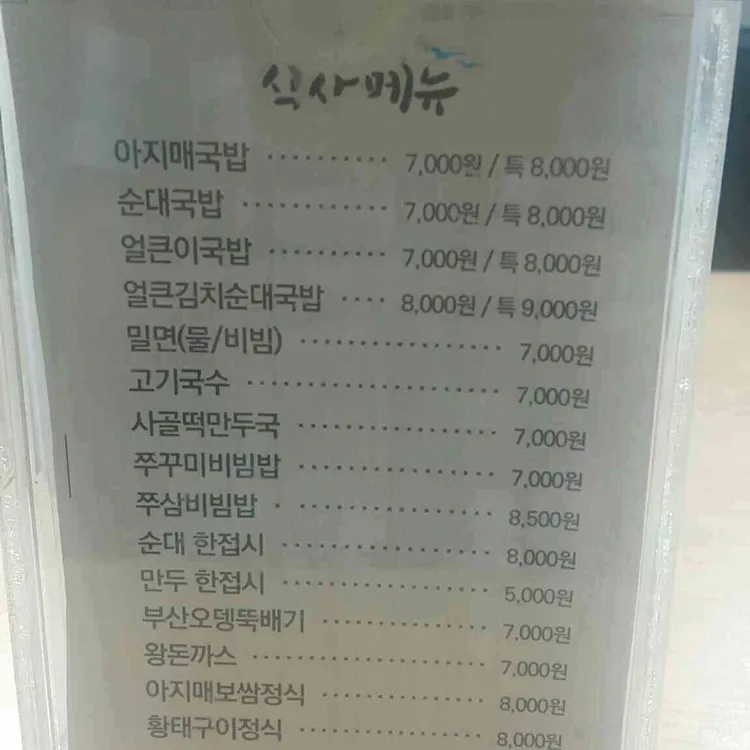 식사메뉴
아지매국밥 ·········· 7,000원 / 특 8,000원
순대국밥 ············ 7,000원 / 특 8,000원
얼큰이국밥 ·········· 7,000원 / 특 8,000원
얼큰김치순대국밥 ···· 8,000원 / 특 9,000원
밀면(물/비빔) ················· 7,000원
고기국수 ····················· 7,000원
사골떡만두국 ················· 7,000원
쭈꾸미비빔밥 ················· 7,000원
쭈삼비빔밥 · ················ 8,500원
순대 한접시 ·················· 8,000원
만두 한접시 ·················· 5,000원
부산오뎅뚝배기 ··············· 7,000원
왕돈까스 ···················· 7,000원
아지매보쌈정식 ··············· 8,000원
황태구이정식 ················ 8,000원